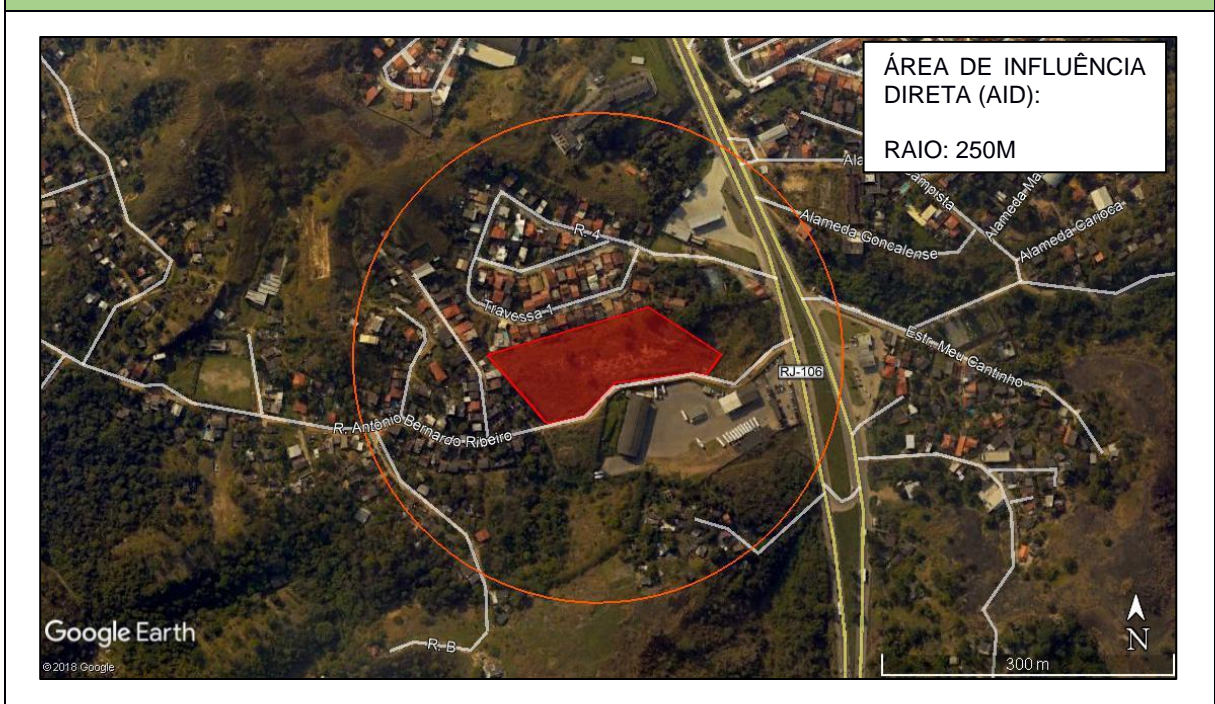 ÁREA DE INFLUÊNCIA
DIRETA (AID):
RAIO: 250M
Alameda Goncalense
Alameda Carioca
R. 4
Travessa 1
Estr. Meu Cantinho
RJ-106
R. Antônio Bernardo Ribeiro
R. B
Google Earth
©2018 Google
N
300 m